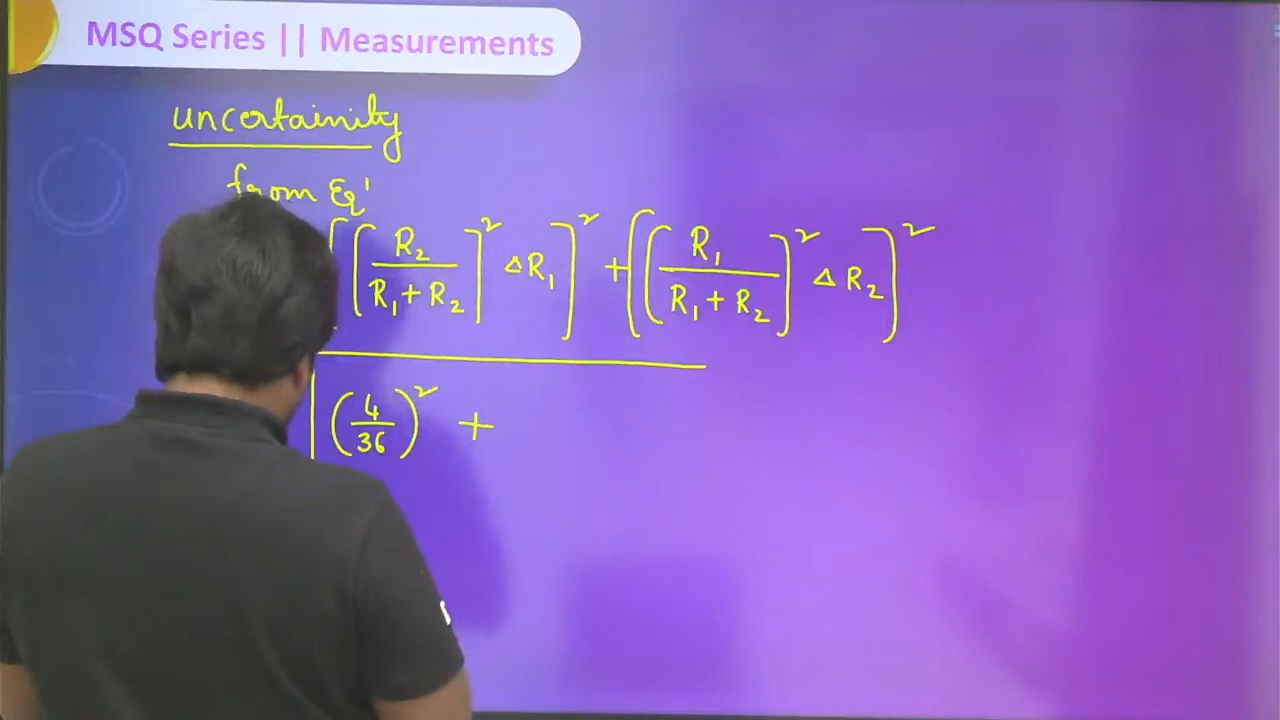 MSQ Series || Measurements
uncertainity
from Eq'
[[R₂/(R₁ + R₂)]² ΔR₁]² + [[R₁/(R₁ + R₂)]² ΔR₂]²
(4/36)² +